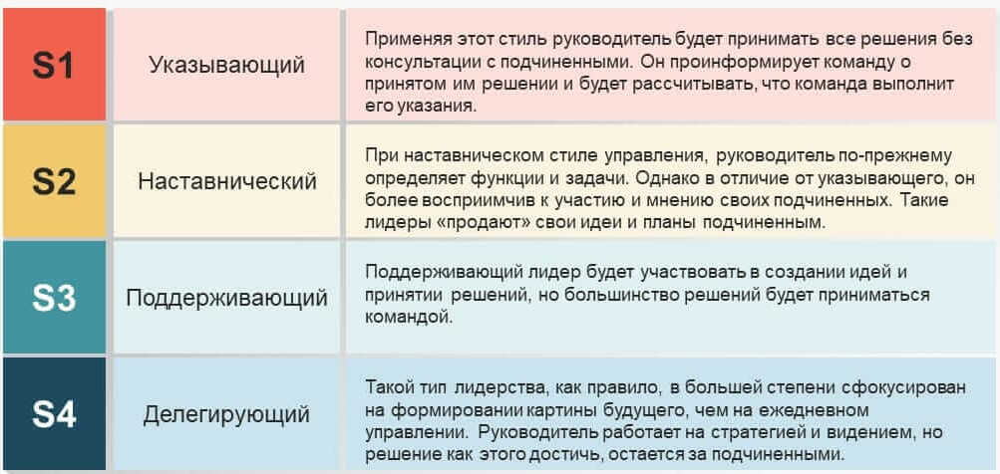 S1
Указывающий
Применяя этот стиль руководитель будет принимать все решения без
консультации с подчиненными. Он проинформирует команду о
принятом им решении и будет рассчитывать, что команда выполнит
его указания.
S2
Наставнический
При наставническом стиле управления, руководитель по-прежнему
определяет функции и задачи. Однако в отличие от указывающего, он
более восприимчив к участию и мнению своих подчиненных. Такие
лидеры «продают» свои идеи и планы подчиненным.
S3
Поддерживающий
Поддерживающий лидер будет участвовать в создании идей и
принятии решений, но большинство решений будет приниматься
командой.
S4
Делегирующий
Такой тип лидерства, как правило, в большей степени сфокусирован
на формировании картины будущего, чем на ежедневном
управлении. Руководитель работает на стратегией и видением, но
решение как этого достичь, остается за подчиненными.